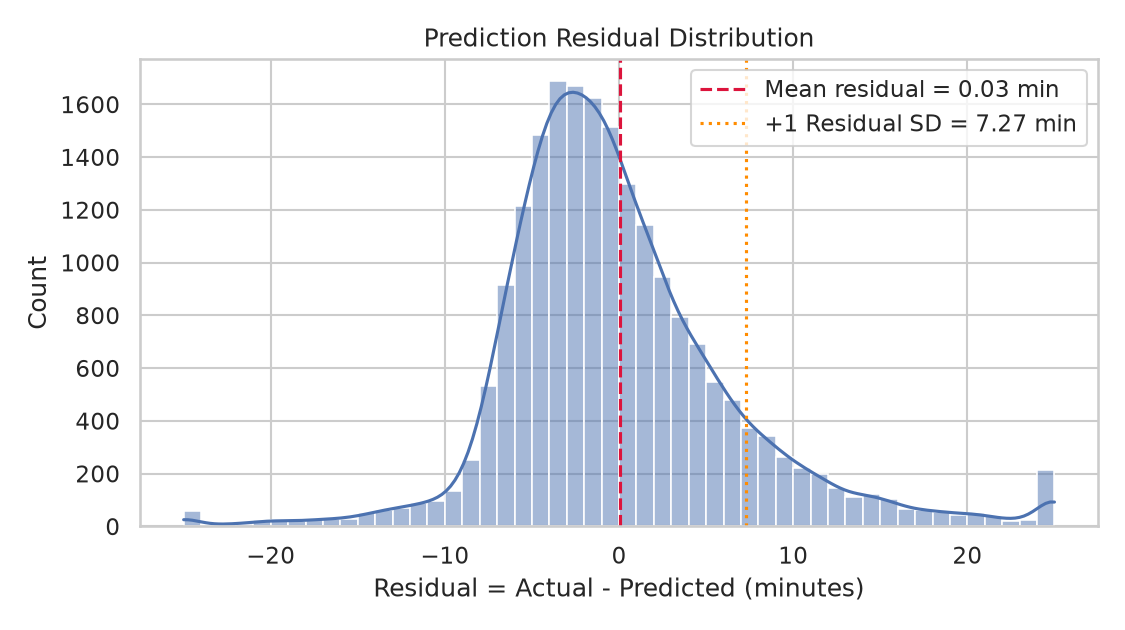 Prediction Residual Distribution
Mean residual = 0.03 min
+1 Residual SD = 7.27 min
Count
1600
1400
1200
1000
800
600
400
200
0
−20 −10 0 10 20
Residual = Actual - Predicted (minutes)